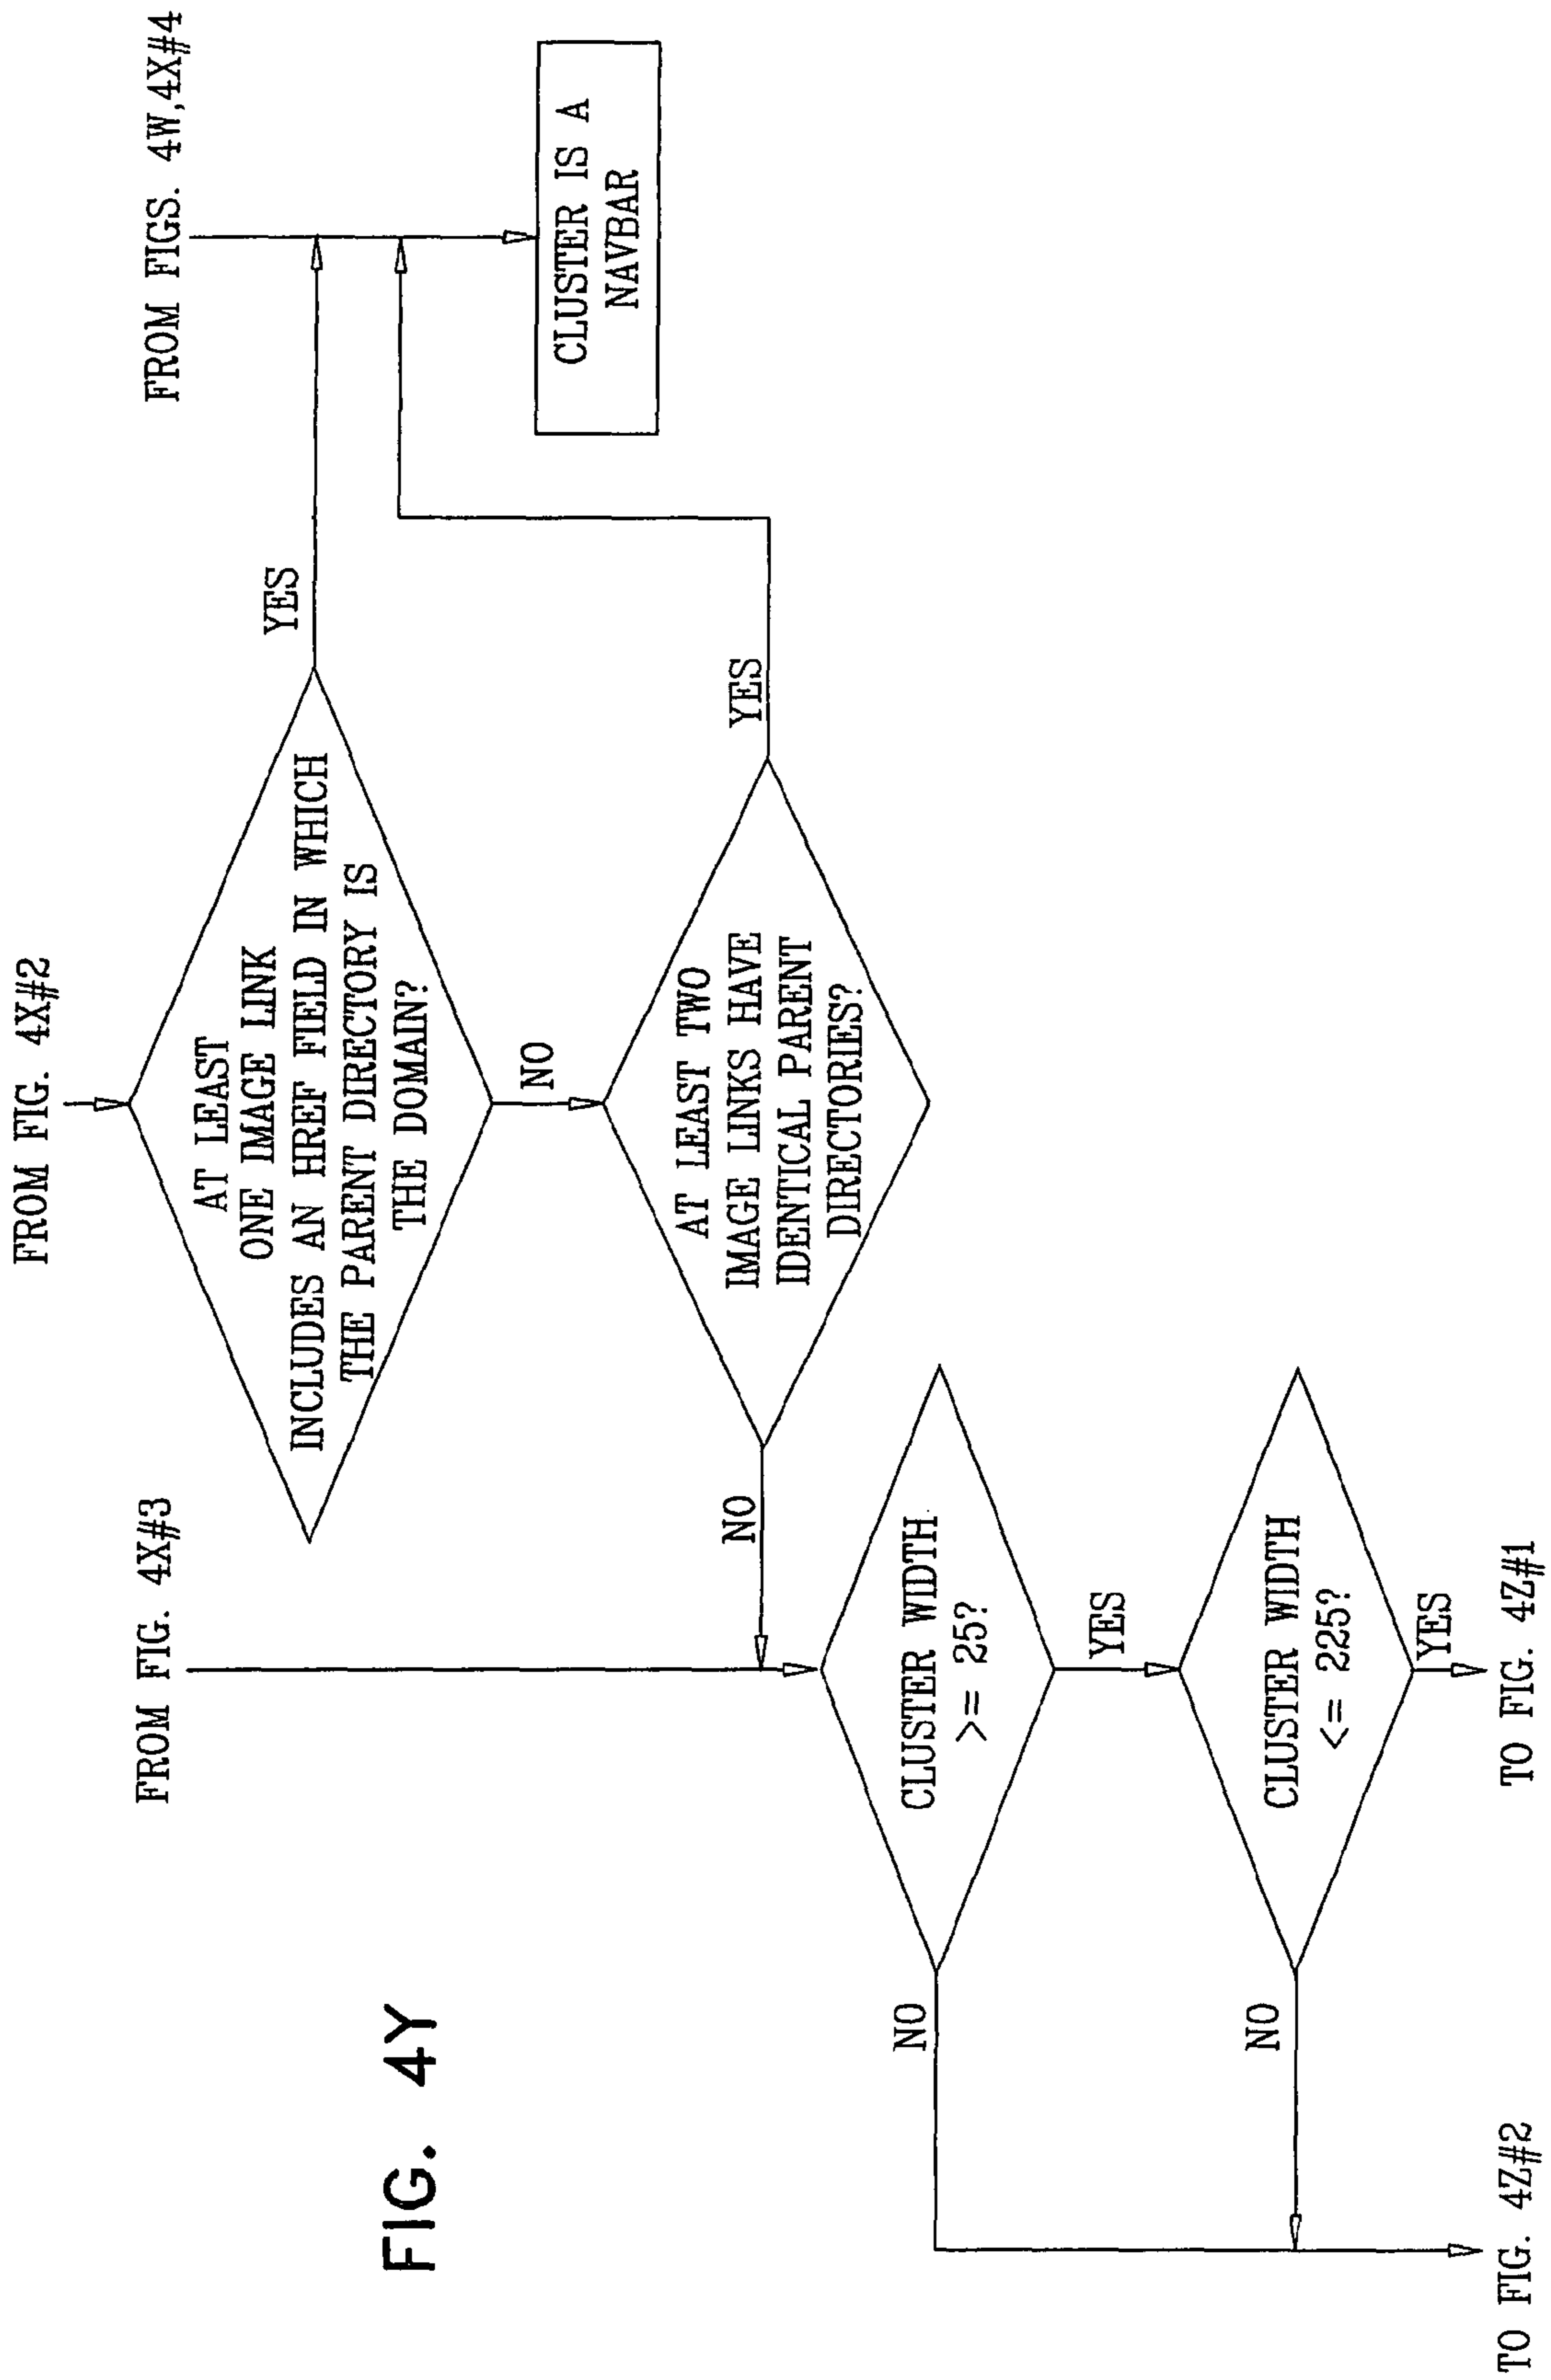 FIG. 4Y
FROM FIG. 4X#2
FROM FIGS. 4W,4X#4
FROM FIG. 4X#3
AT LEAST
ONE IMAGE LINK
INCLUDES AN HREF FIELD IN WHICH
THE PARENT DIRECTORY IS
THE DOMAIN?
YES
NO
CLUSTER IS A
NAVBAR
AT LEAST TWO
IMAGE LINKS HAVE
IDENTICAL PARENT
DIRECTORIES?
YES
NO
CLUSTER WIDTH
>= 25?
NO
YES
CLUSTER WIDTH
<= 225?
NO
YES
TO FIG. 4Z#2
TO FIG. 4Z#1